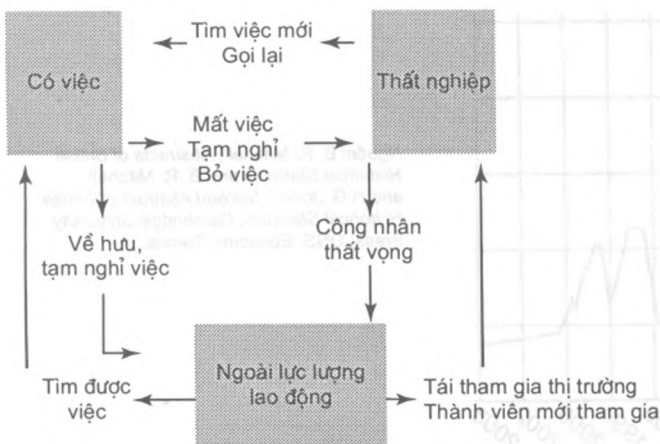 Tìm việc mới
Gọi lại
Có việc
Thất nghiệp
Mất việc
Tạm nghỉ
Bỏ việc
Về hưu,
tạm nghỉ việc
Công nhân
thất vọng
Ngoài lực lượng
lao động
Tìm được
việc
Tái tham gia thị trường
Thành viên mới tham gia